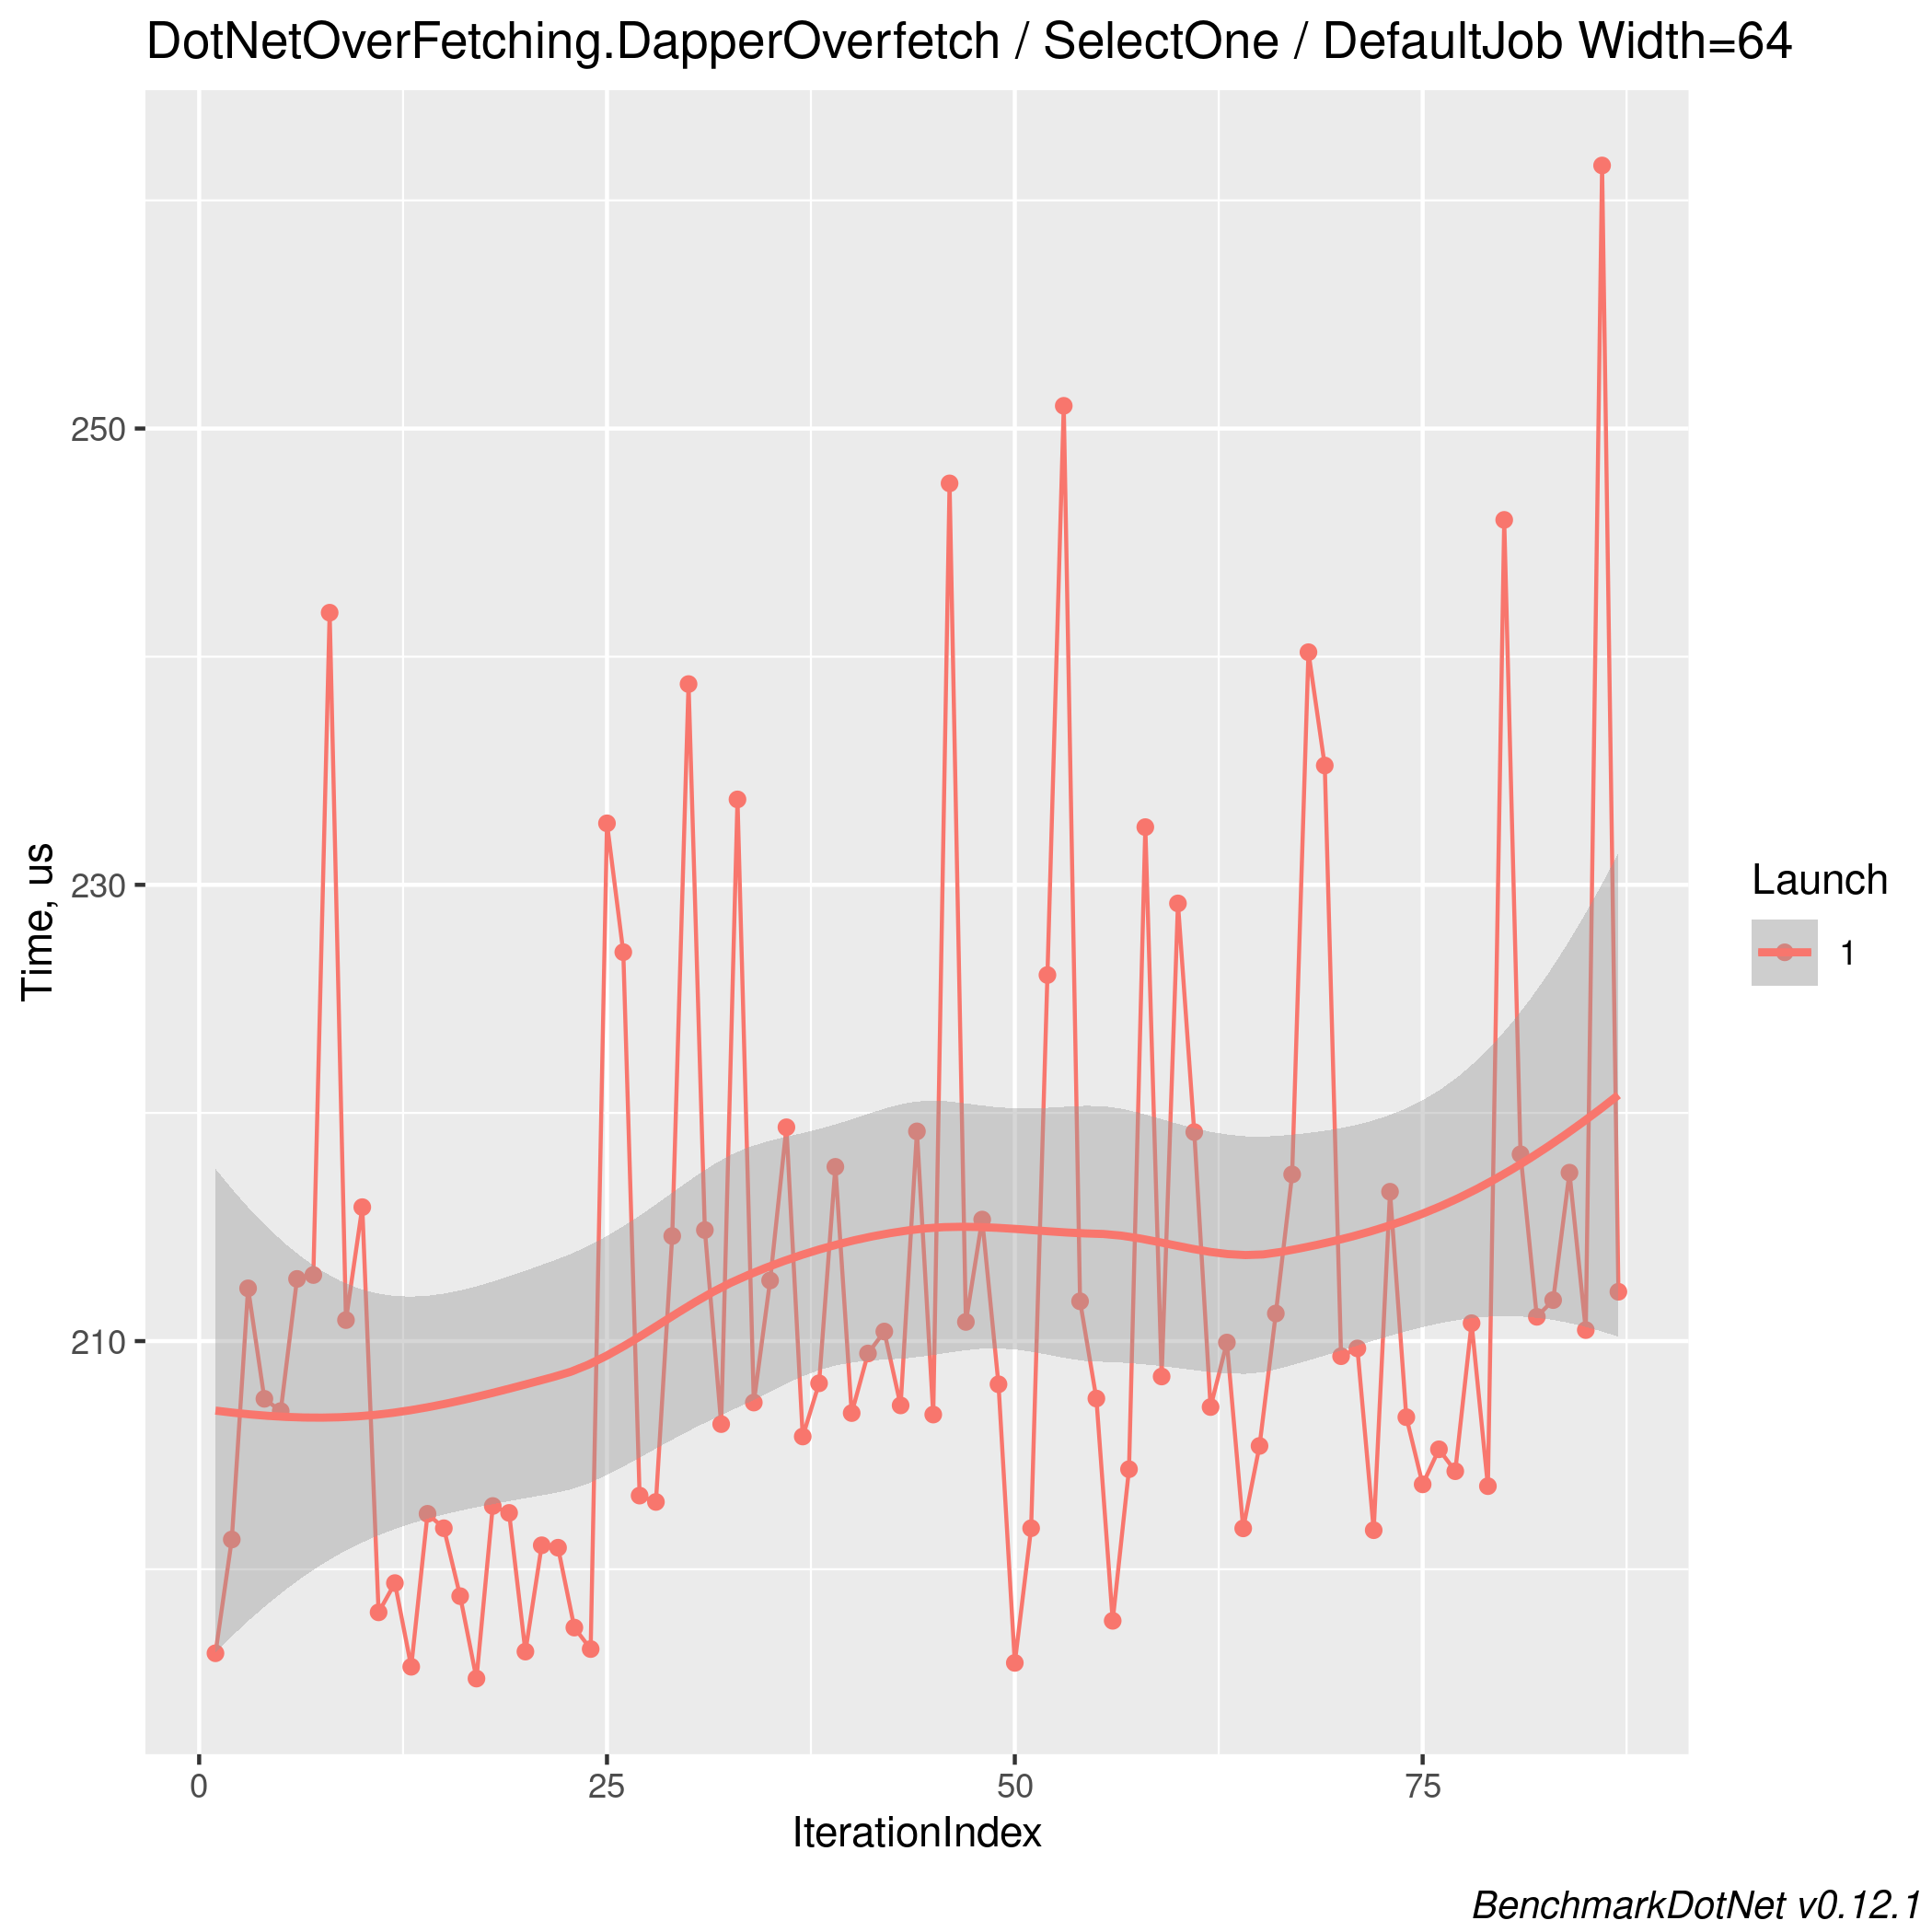 DotNetOverFetching.DapperOverfetch / SelectOne / DefaultJob Width=64
250
230
210
Time, us
0 25 50 75
IterationIndex
Launch
1
BenchmarkDotNet v0.12.1